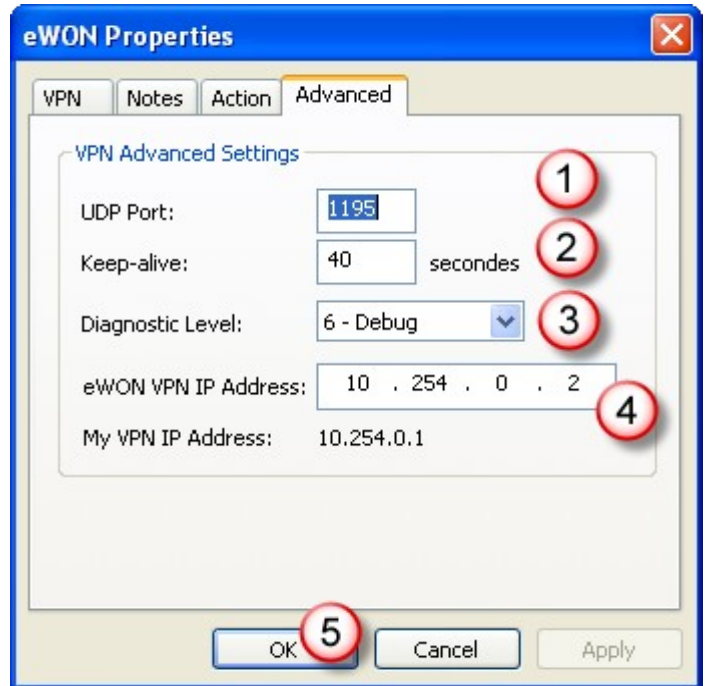 eWON Properties
VPN Notes Action Advanced
VPN Advanced Settings
1
UDP Port: 1195
2
Keep-alive: 40 secondes
3
Diagnostic Level: 6 - Debug
eWON VPN IP Address: 10 . 254 . 0 . 2
4
My VPN IP Address: 10.254.0.1
5
OK Cancel Apply